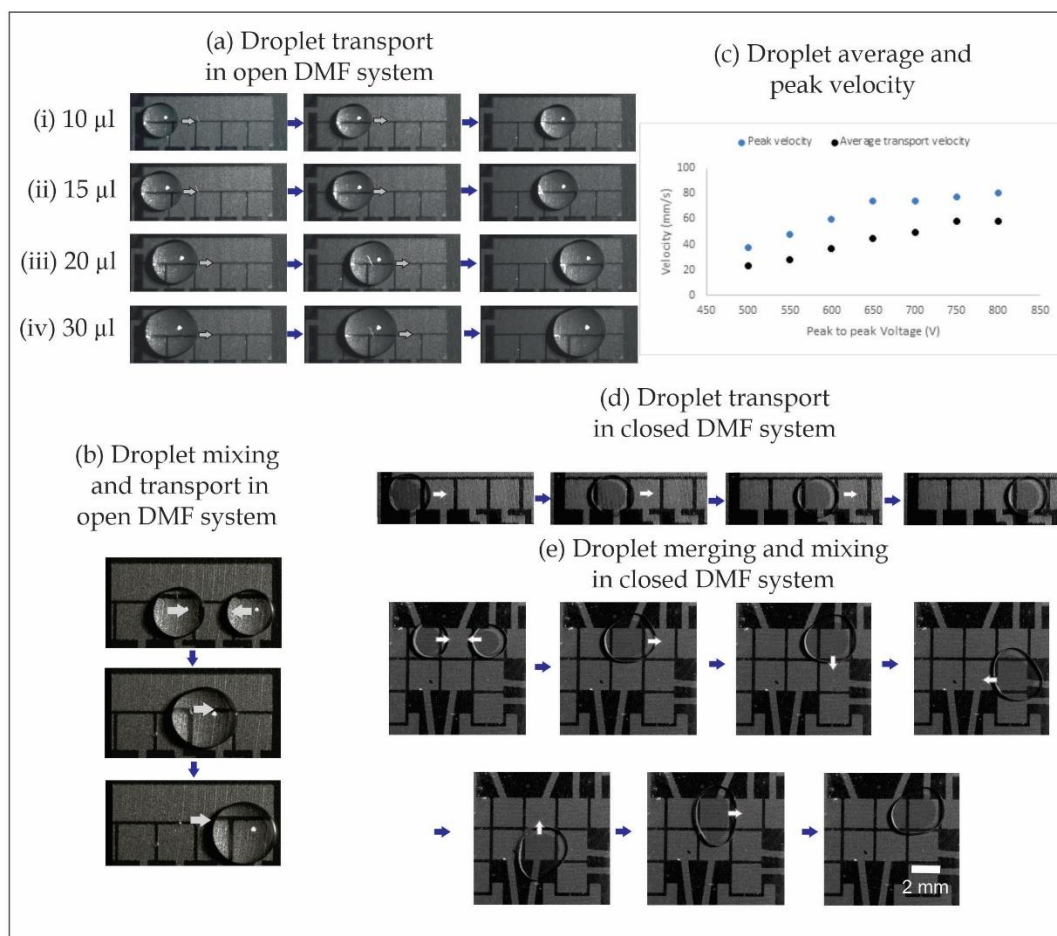 (a) Droplet transport
in open DMF system
(i) 10 µl
(ii) 15 µl
(iii) 20 µl
(iv) 30 µl
(c) Droplet average and
peak velocity
Peak velocity
Average transport velocity
Velocity (mm/s)
100
80
60
40
20
0
450 500 550 600 650 700 750 800 850
Peak to peak Voltage (V)
(d) Droplet transport
in closed DMF system
(b) Droplet mixing
and transport in
open DMF system
(e) Droplet merging and mixing
in closed DMF system
2 mm